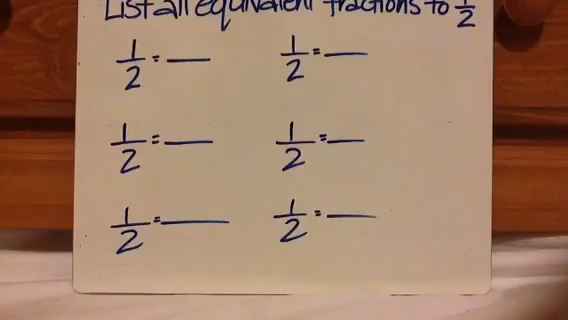 List all equivalent fractions to 1/2
1/2 = ___ 1/2 = ___
1/2 = ___ 1/2 = ___
1/2 = ___ 1/2 = ___